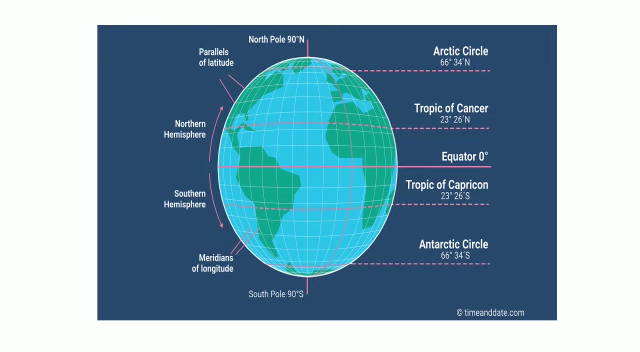 North Pole 90°N
Parallels
of latitude
Arctic Circle
66° 34´N
Tropic of Cancer
23° 26´N
Northern
Hemisphere
Equator 0°
Tropic of Capricon
23° 26´S
Southern
Hemisphere
Antarctic Circle
66° 34´S
Meridians
of longitude
South Pole 90°S
© timeanddate.com